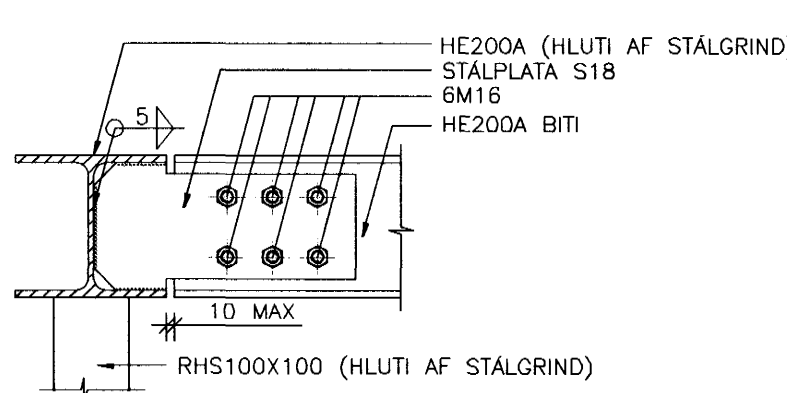 HE200A (HLUTI AF STÁLGRIND)
STÁLPLATA S18
6M16
HE200A BITI
5
10 MAX
RHS100X100 (HLUTI AF STÁLGRIND)